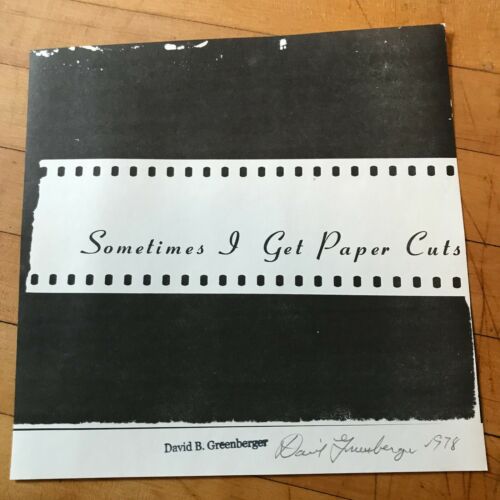 Sometimes I Get Paper Cuts
David B. Greenberger
David Greenberger 1978